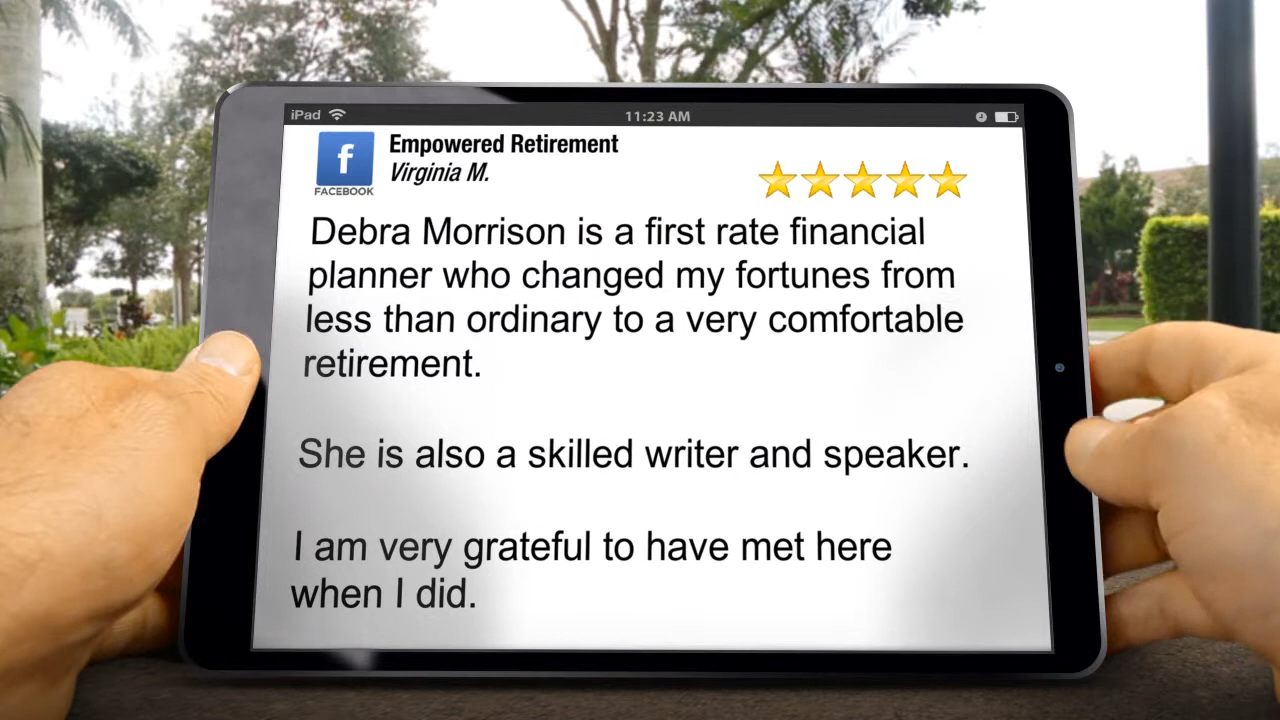 iPad 11:23 AM
f
FACEBOOK
Empowered Retirement
Virginia M.
Debra Morrison is a first rate financial
planner who changed my fortunes from
less than ordinary to a very comfortable
retirement.
She is also a skilled writer and speaker.
I am very grateful to have met here
when I did.